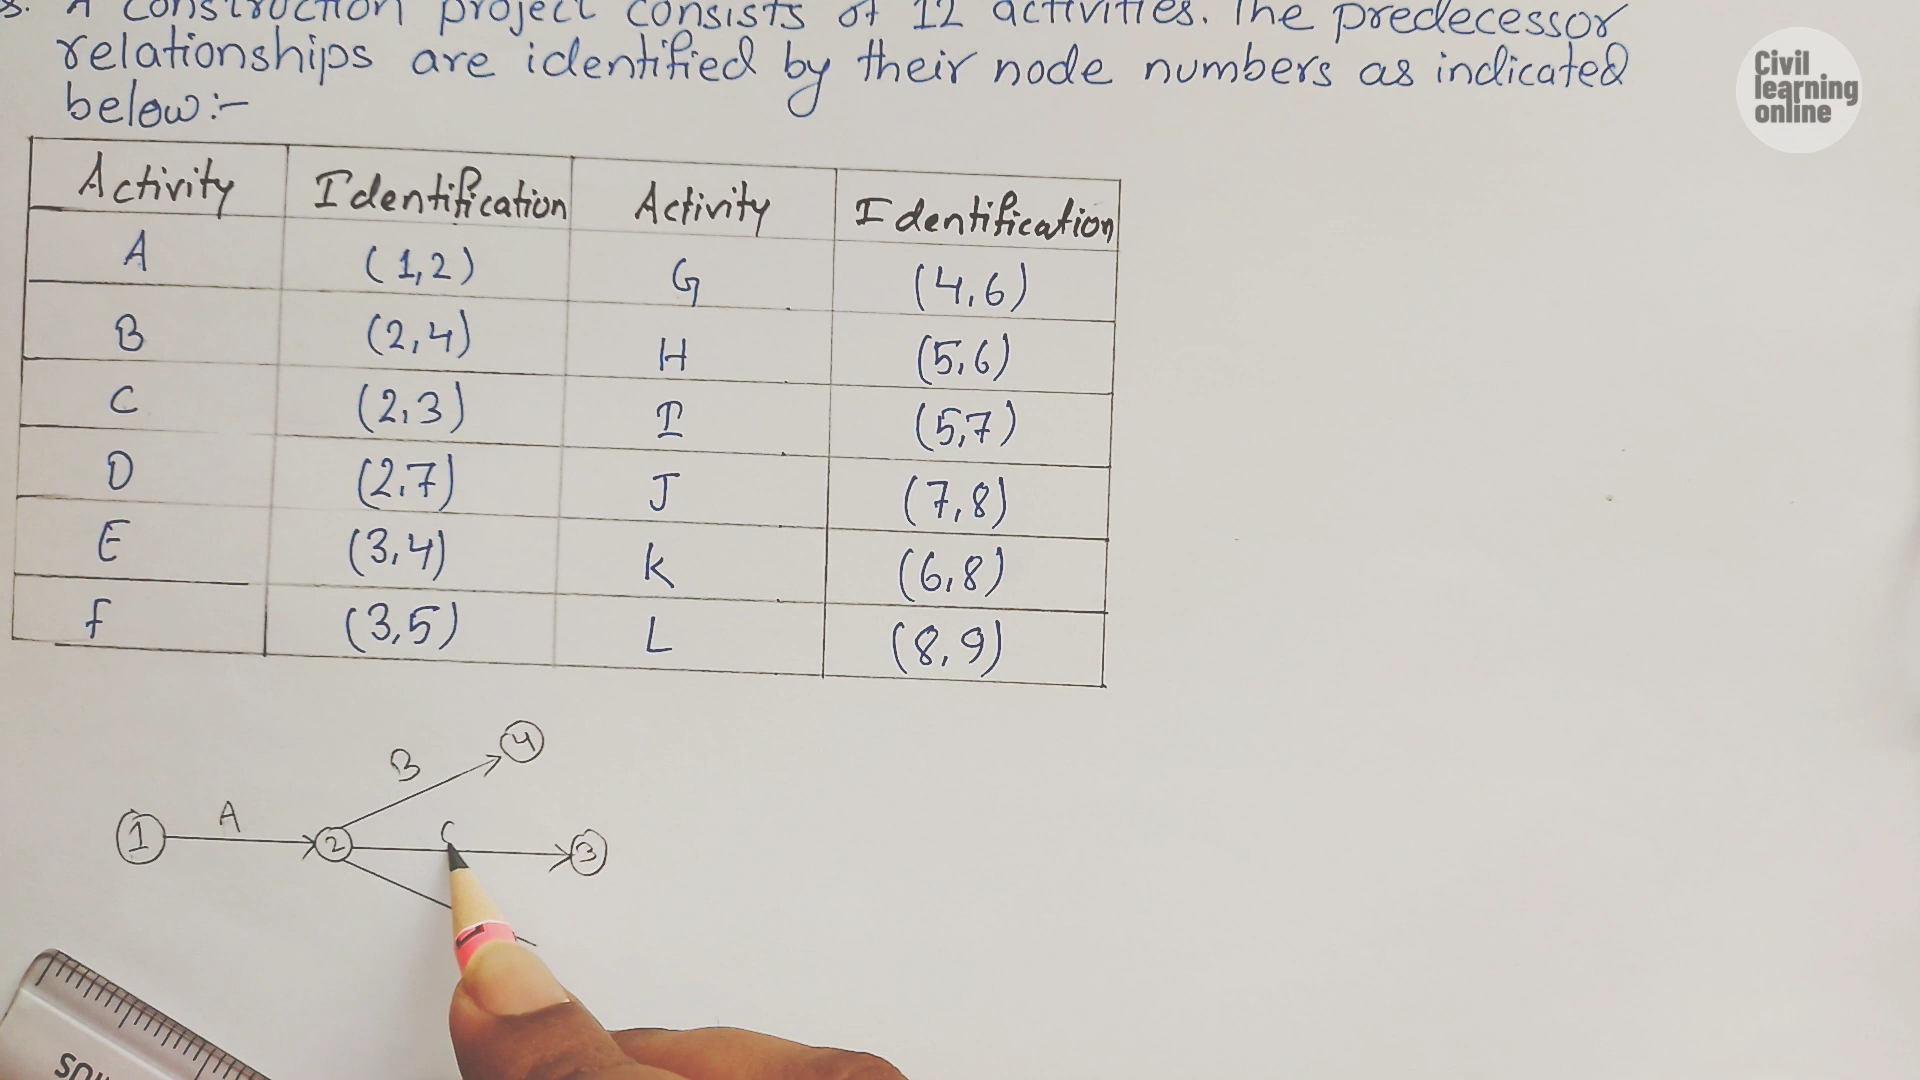 8. A construction project consists of 12 activities. The predecessor
relationships are identified by their node numbers as indicated
below:-
Civil
learning
online
Activity Identification Activity Identification
A (1,2) G (4,6)
B (2,4) H (5,6)
C (2,3) I (5,7)
D (2,7) J (7,8)
E (3,4) K (6,8)
F (3,5) L (8,9)
4
B
A
C
1
2
3